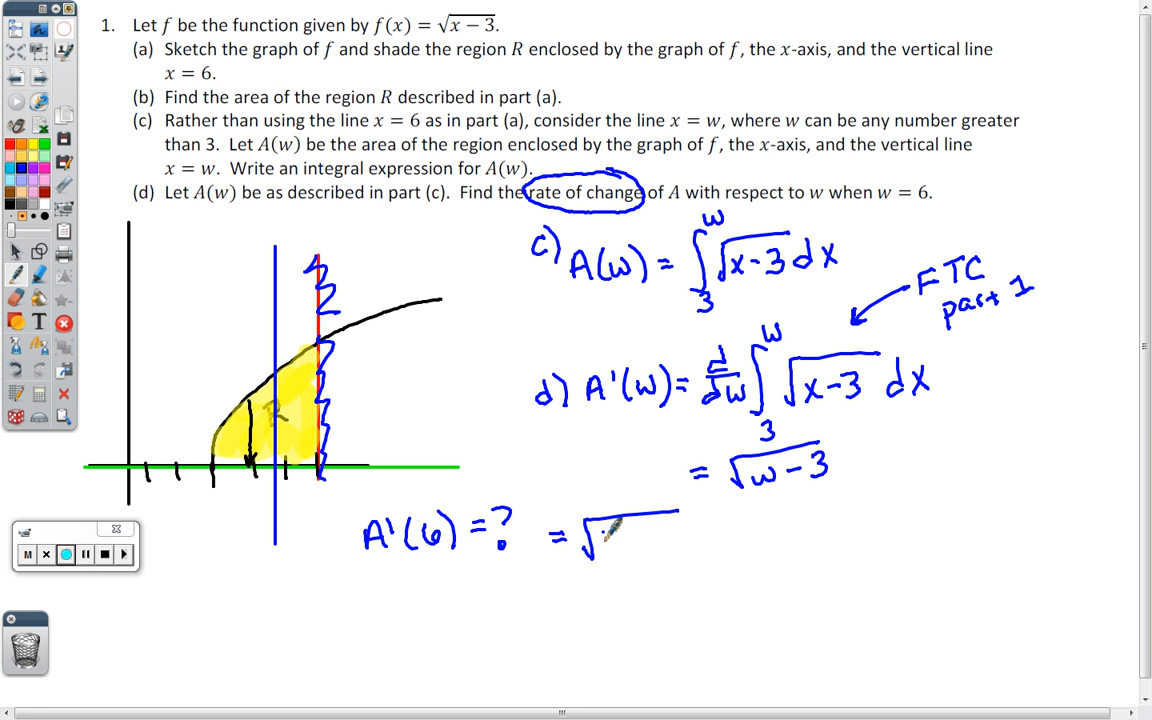 1. Let f be the function given by f(x) = √x − 3.
(a) Sketch the graph of f and shade the region R enclosed by the graph of f, the x-axis, and the vertical line
x = 6.
(b) Find the area of the region R described in part (a).
(c) Rather than using the line x = 6 as in part (a), consider the line x = w, where w can be any number greater
than 3. Let A(w) be the area of the region enclosed by the graph of f, the x-axis, and the vertical line
x = w. Write an integral expression for A(w).
(d) Let A(w) be as described in part (c). Find the rate of change of A with respect to w when w = 6.
c) A(w) = ∫₃ʷ √x-3 dx
FTC
part 1
d) A'(w) = d/dw ∫₃ʷ √x-3 dx
= √w-3
R
A'(6) = ? = √
M
T